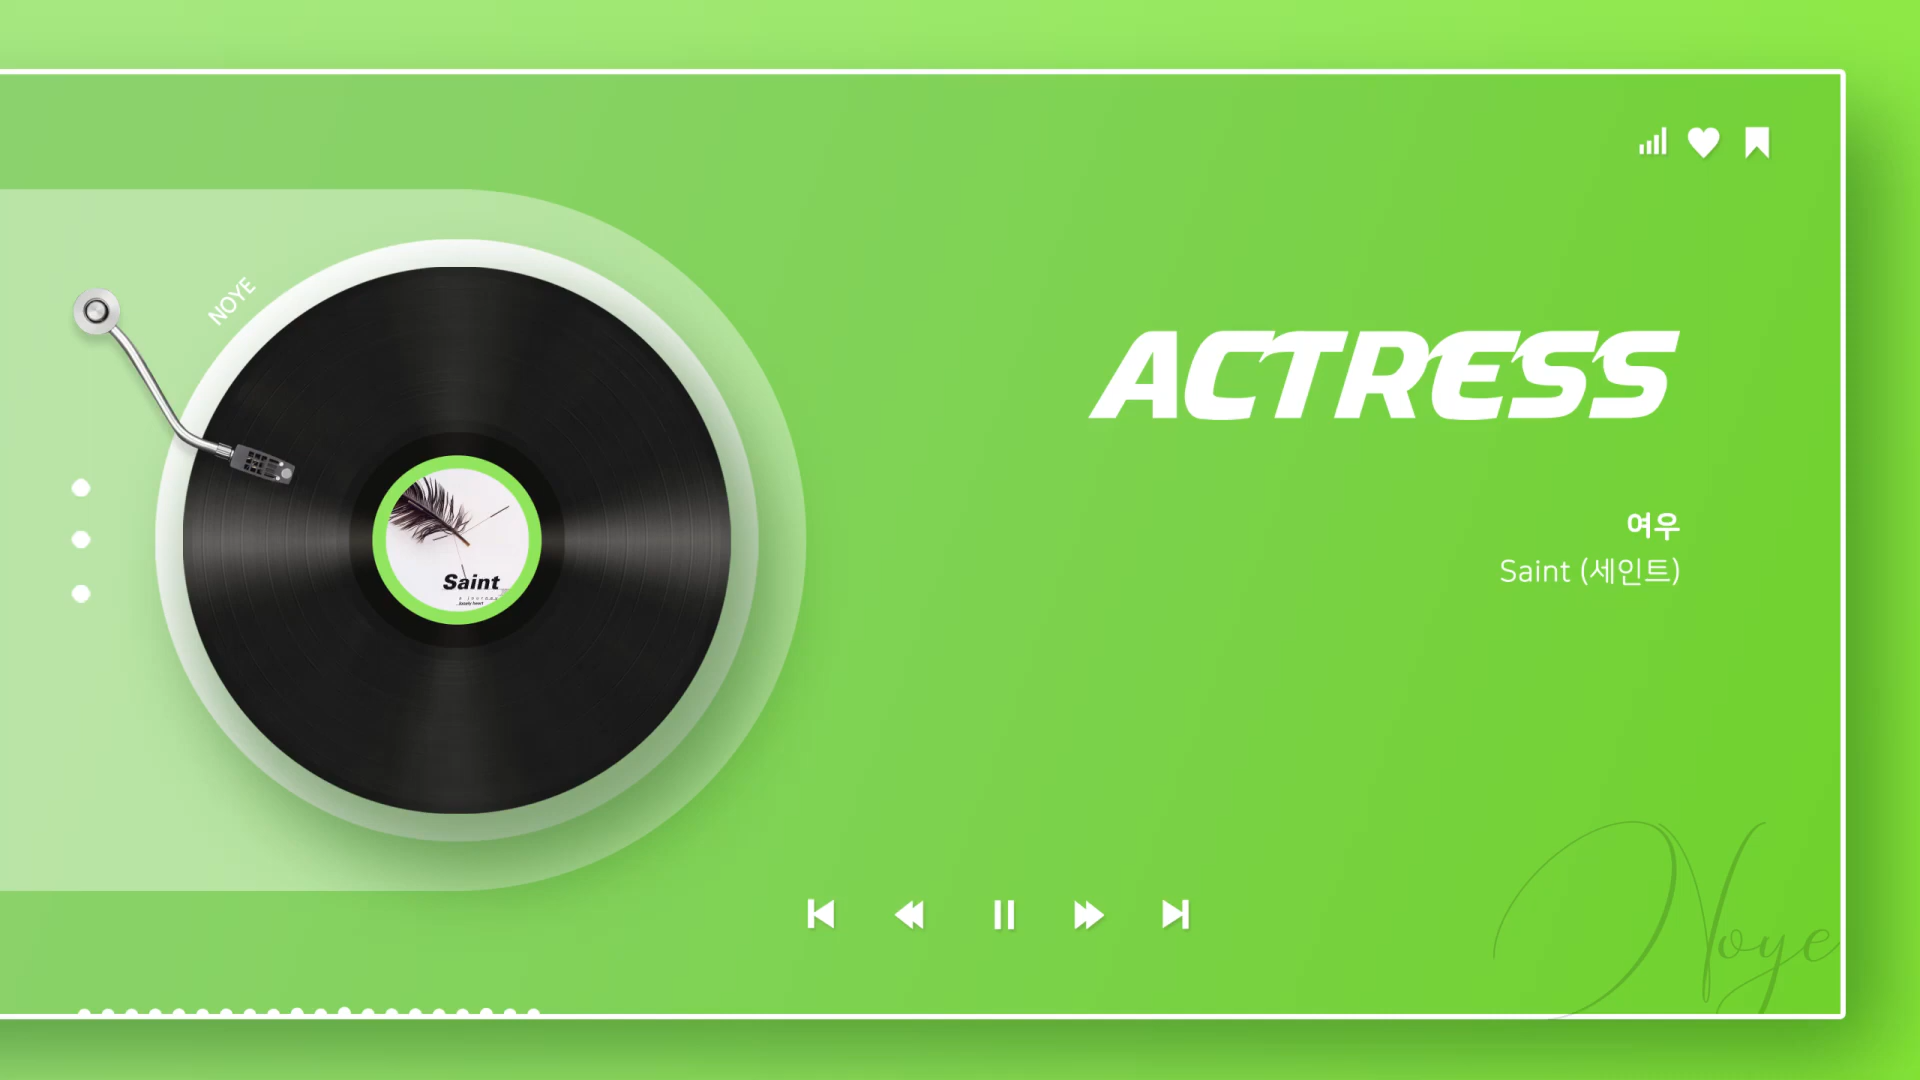 NOYE
ACTRESS
여우
Saint (세인트)
Saint
Noye